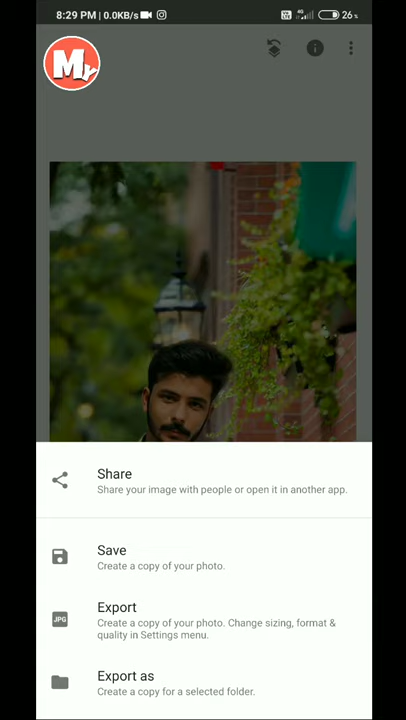 8:29 PM | 0.0KB/s
4G
26%
My
Share
Share your image with people or open it in another app.
Save
Create a copy of your photo.
JPG
Export
Create a copy of your photo. Change sizing, format &
quality in Settings menu.
Export as
Create a copy for a selected folder.